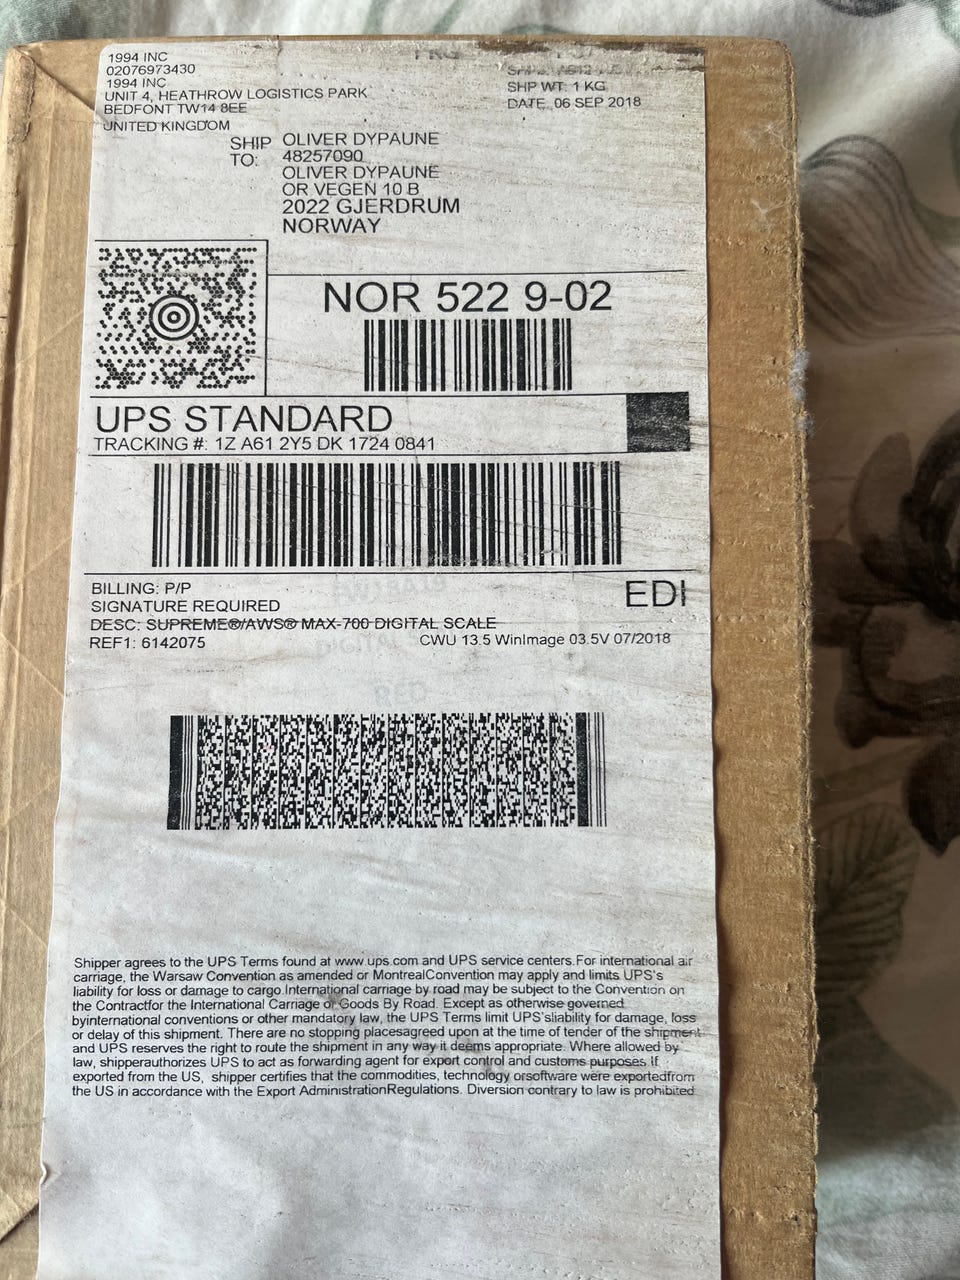 1994 INC
02076973430
1994 INC
UNIT 4, HEATHROW LOGISTICS PARK
BEDFONT TW14 8EE
UNITED KINGDOM
SHP WT: 1 KG
DATE: 06 SEP 2018
SHIP TO:
OLIVER DYPAUNE
48257090
OLIVER DYPAUNE
OR VEGEN 10 B
2022 GJERDRUM
NORWAY
NOR 522 9-02
UPS STANDARD
TRACKING #: 1Z A61 2Y5 DK 1724 0841
BILLING: P/P
SIGNATURE REQUIRED
DESC: SUPREME®/AWS® MAX-700 DIGITAL SCALE
REF1: 6142075
EDI
CWU 13.5 WinImage 03.5V 07/2018
DIGITAL
RED
Shipper agrees to the UPS Terms found at www.ups.com and UPS service centers.For international air
carriage, the Warsaw Convention as amended or MontrealConvention may apply and limits UPS's
liability for loss or damage to cargo.International carriage by road may be subject to the Convention on
the Contractfor the International Carriage of Goods By Road. Except as otherwise governed
byinternational conventions or other mandatory law, the UPS Terms limit UPS'sliability for damage, loss
or delay of this shipment. There are no stopping placesagreed upon at the time of tender of the shipment
and UPS reserves the right to route the shipment in any way it deems appropriate. Where allowed by
law, shipperauthorizes UPS to act as forwarding agent for export control and customs purposes. If
exported from the US, shipper certifies that the commodities, technology orsoftware were exportedfrom
the US in accordance with the Export AdministrationRegulations. Diversion contrary to law is prohibited